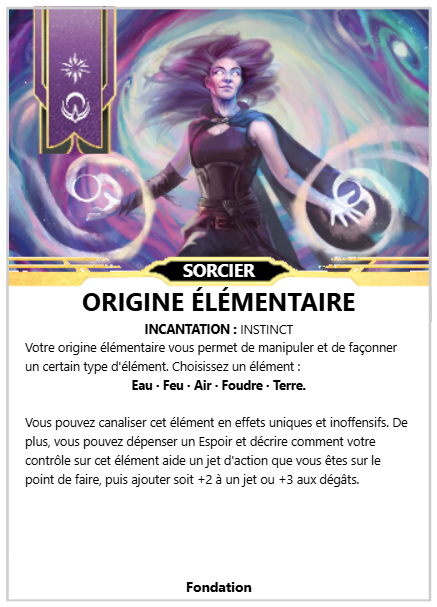 SORCIER
ORIGINE ÉLÉMENTAIRE
INCANTATION : INSTINCT
Votre origine élémentaire vous permet de manipuler et de façonner
un certain type d'élément. Choisissez un élément :
Eau · Feu · Air · Foudre · Terre.
Vous pouvez canaliser cet élément en effets uniques et inoffensifs. De
plus, vous pouvez dépenser un Espoir et décrire comment votre
contrôle sur cet élément aide un jet d'action que vous êtes sur le
point de faire, puis ajouter soit +2 à un jet ou +3 aux dégâts.
Fondation